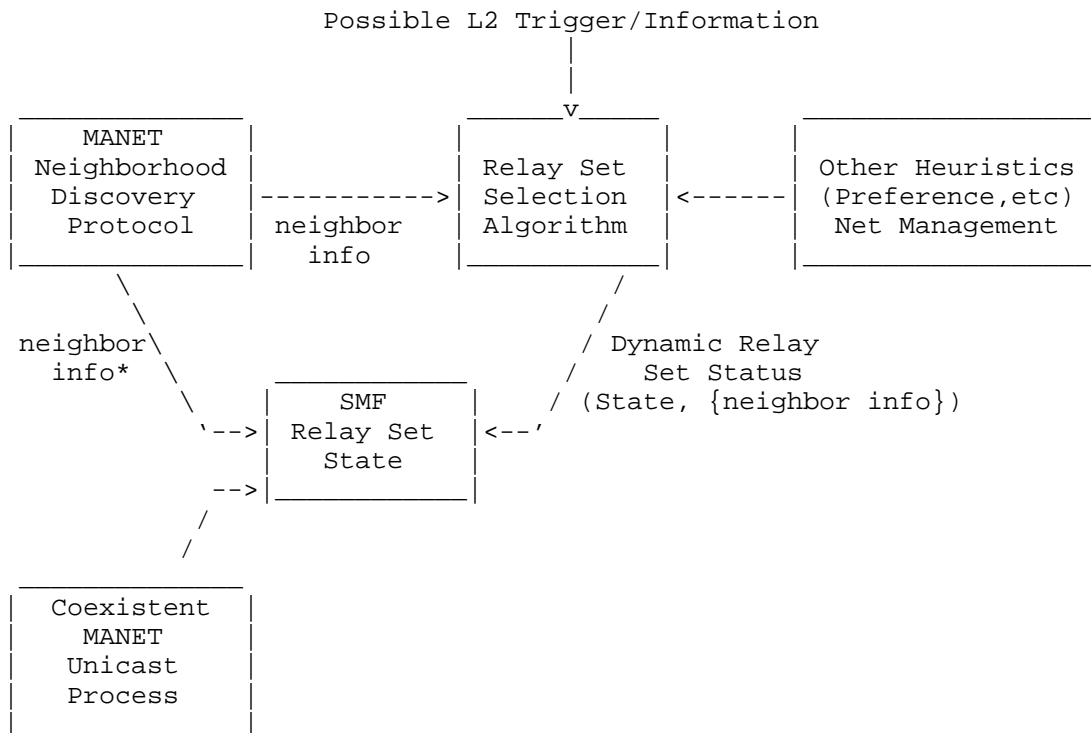 Possible L2 Trigger/Information
MANET
Neighborhood
Discovery
Protocol
neighbor
info
Relay Set
Selection
Algorithm
Other Heuristics
(Preference,etc)
Net Management
neighbor
info*
Dynamic Relay
Set Status
(State, {neighbor info})
SMF
Relay Set
State
Coexistent
MANET
Unicast
Process